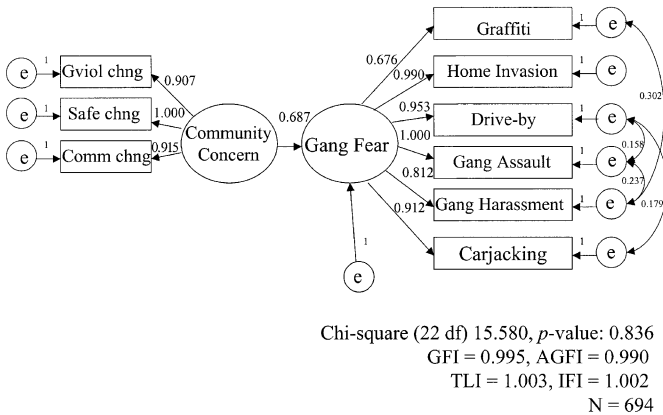 Graffiti
Home Invasion
Drive-by
Gang Assault
Gang Harassment
Carjacking
Gviol chng
Safe chng
Comm chng
Community
Concern
Gang Fear
e
1
e
1
e
1
0.907
1.000
0.915
0.687
0.676
0.990
0.953
1.000
0.812
0.912
1
e
1
e
1
e
1
e
1
e
1
e
1
e
0.302
0.158
0.237
0.179
Chi-square (22 df) 15.580, p-value: 0.836
GFI = 0.995, AGFI = 0.990
TLI = 1.003, IFI = 1.002
N = 694